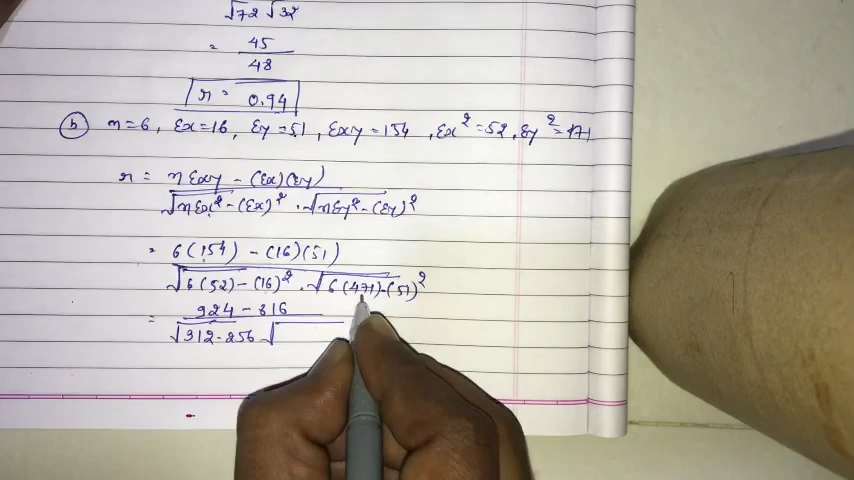 √72 √32
= 45
48
r = 0.94
(b) n=6, Σx=16, Σy=51, Σxy=154, Σx²=52, Σy²=471
r = nΣxy - (Σx)(Σy)
√nΣx²-(Σx)² . √nΣy²-(Σy)²
= 6(154) - (16)(51)
√6(52)-(16)² . √6(471)-(51)²
= 924-816
√312-256 √